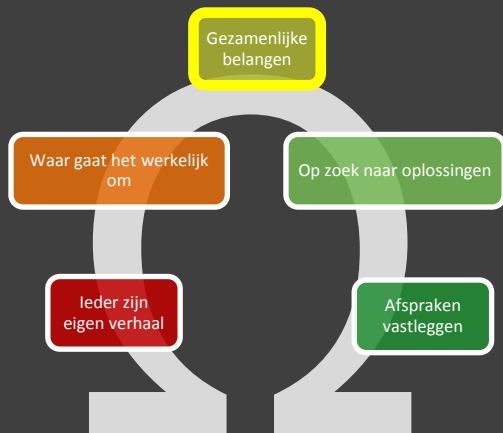 Gezamenlijke
belangen
Waar gaat het werkelijk
om
Op zoek naar oplossingen
Ieder zijn
eigen verhaal
Afspraken
vastleggen